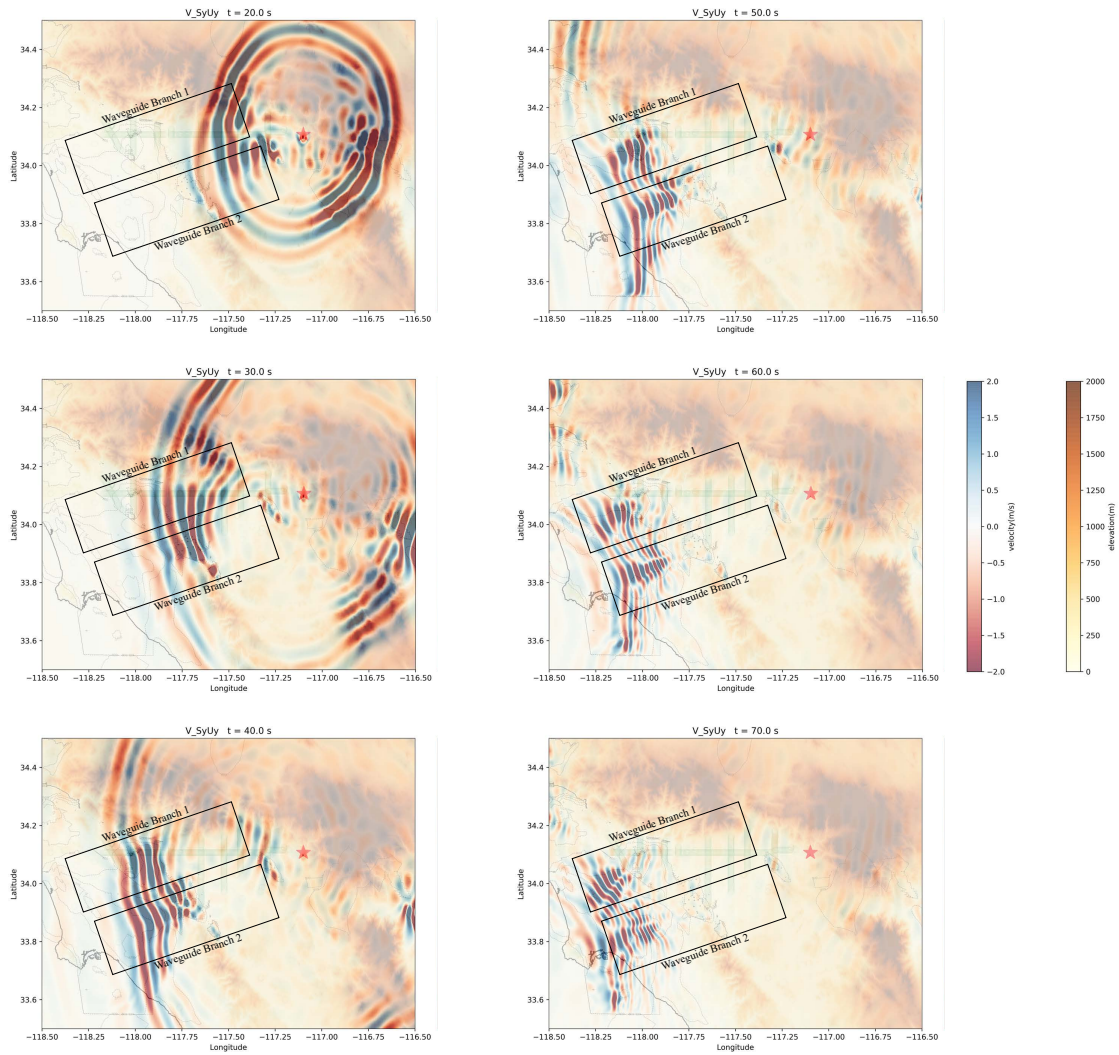 V_SyUy t = 20.0 s
34.4
34.2
34.0
33.8
33.6
Latitude
Waveguide Branch 1
Waveguide Branch 2
−118.50 −118.25 −118.00 −117.75 −117.50 −117.25 −117.00 −116.75 −116.50
Longitude
V_SyUy t = 50.0 s
34.4
34.2
34.0
33.8
33.6
Latitude
Waveguide Branch 1
Waveguide Branch 2
−118.50 −118.25 −118.00 −117.75 −117.50 −117.25 −117.00 −116.75 −116.50
Longitude
V_SyUy t = 30.0 s
34.4
34.2
34.0
33.8
33.6
Latitude
Waveguide Branch 1
Waveguide Branch 2
−118.50 −118.25 −118.00 −117.75 −117.50 −117.25 −117.00 −116.75 −116.50
Longitude
V_SyUy t = 60.0 s
34.4
34.2
34.0
33.8
33.6
Latitude
Waveguide Branch 1
Waveguide Branch 2
−118.50 −118.25 −118.00 −117.75 −117.50 −117.25 −117.00 −116.75 −116.50
Longitude
2.0
1.5
1.0
0.5
0.0
−0.5
−1.0
−1.5
−2.0
velocity(m/s)
2000
1750
1500
1250
1000
750
500
250
0
elevation(m)
V_SyUy t = 40.0 s
34.4
34.2
34.0
33.8
33.6
Latitude
Waveguide Branch 1
Waveguide Branch 2
−118.50 −118.25 −118.00 −117.75 −117.50 −117.25 −117.00 −116.75 −116.50
Longitude
V_SyUy t = 70.0 s
34.4
34.2
34.0
33.8
33.6
Latitude
Waveguide Branch 1
Waveguide Branch 2
−118.50 −118.25 −118.00 −117.75 −117.50 −117.25 −117.00 −116.75 −116.50
Longitude